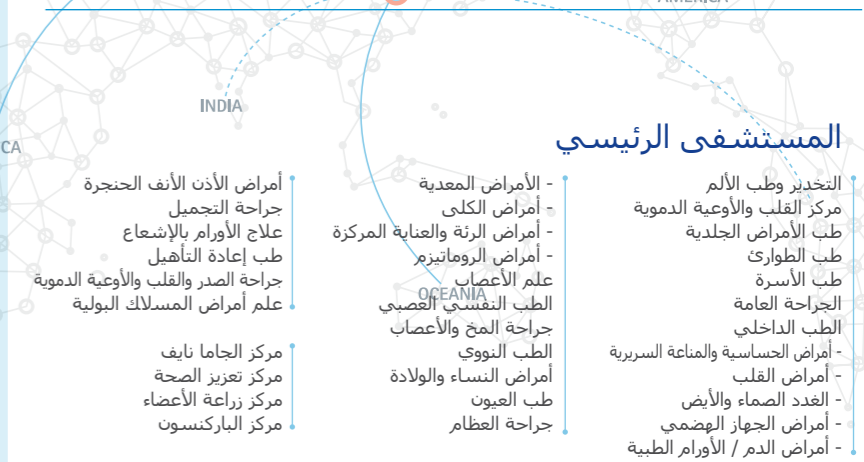 AMERICA
INDIA
CA
OCEANIA
المستشفى الرئيسي
التخدير وطب الألم
مركز القلب والأوعية الدموية
طب الأمراض الجلدية
طب الطوارئ
طب الأسرة
الجراحة العامة
الطب الداخلي
- أمراض الحساسية والمناعة السريرية
- أمراض القلب
- الغدد الصماء والأيض
- أمراض الجهاز الهضمي
- أمراض الدم / الأورام الطبية
- الأمراض المعدية
- أمراض الكلى
- أمراض الرئة والعناية المركزة
- أمراض الروماتيزم
علم الأعصاب
الطب النفسي العصبي
جراحة المخ والأعصاب
الطب النووي
أمراض النساء والولادة
طب العيون
جراحة العظام
أمراض الأذن الأنف الحنجرة
جراحة التجميل
علاج الأورام بالإشعاع
طب إعادة التأهيل
جراحة الصدر والقلب والأوعية الدموية
علم أمراض المسلاك البولية
مركز الجاما نايف
مركز تعزيز الصحة
مركز زراعة الأعضاء
مركز الباركنسون